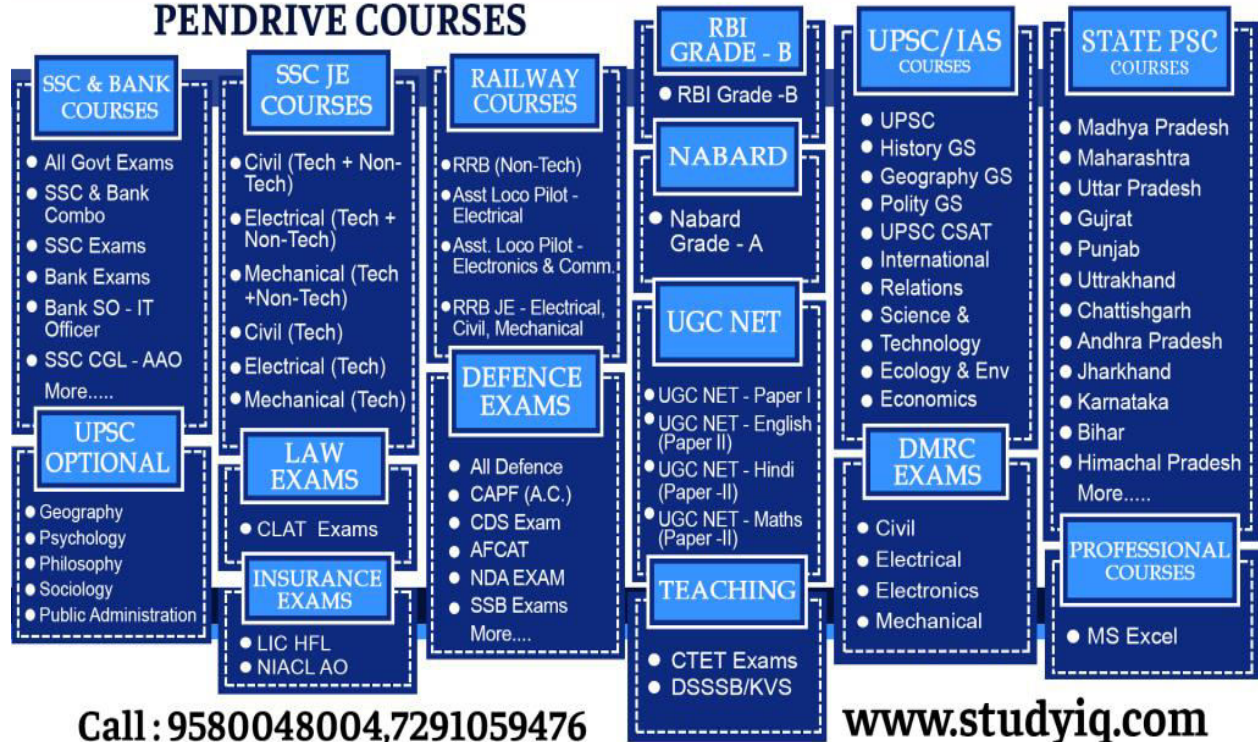 PENDRIVE COURSES
SSC & BANK
COURSES
● All Govt Exams
● SSC & Bank
Combo
● SSC Exams
● Bank Exams
● Bank SO - IT
Officer
● SSC CGL - AAO
More.....
UPSC
OPTIONAL
● Geography
● Psychology
● Philosophy
● Sociology
● Public Administration
SSC JE
COURSES
● Civil (Tech + Non-
Tech)
● Electrical (Tech +
Non-Tech)
● Mechanical (Tech
+Non-Tech)
● Civil (Tech)
● Electrical (Tech)
● Mechanical (Tech)
LAW
EXAMS
● CLAT Exams
INSURANCE
EXAMS
● LIC HFL
● NIACL AO
RAILWAY
COURSES
● RRB (Non-Tech)
● Asst Loco Pilot -
Electrical
● Asst. Loco Pilot -
Electronics & Comm.
● RRB JE - Electrical,
Civil, Mechanical
DEFENCE
EXAMS
● All Defence
● CAPF (A.C.)
● CDS Exam
● AFCAT
● NDA EXAM
● SSB Exams
More....
RBI
GRADE - B
● RBI Grade -B
NABARD
● Nabard
Grade - A
UGC NET
● UGC NET - Paper I
● UGC NET - English
(Paper II)
● UGC NET - Hindi
(Paper -II)
● UGC NET - Maths
(Paper -II)
TEACHING
● CTET Exams
● DSSSB/KVS
UPSC/IAS
COURSES
● UPSC
● History GS
● Geography GS
● Polity GS
● UPSC CSAT
● International
● Relations
● Science &
● Technology
● Ecology & Env
● Economics
DMRC
EXAMS
● Civil
● Electrical
● Electronics
● Mechanical
STATE PSC
COURSES
● Madhya Pradesh
● Maharashtra
● Uttar Pradesh
● Gujrat
● Punjab
● Uttrakhand
● Chattishgarh
● Andhra Pradesh
● Jharkhand
● Karnataka
● Bihar
● Himachal Pradesh
More.....
PROFESSIONAL
COURSES
● MS Excel
Call : 9580048004,7291059476
www.studyiq.com